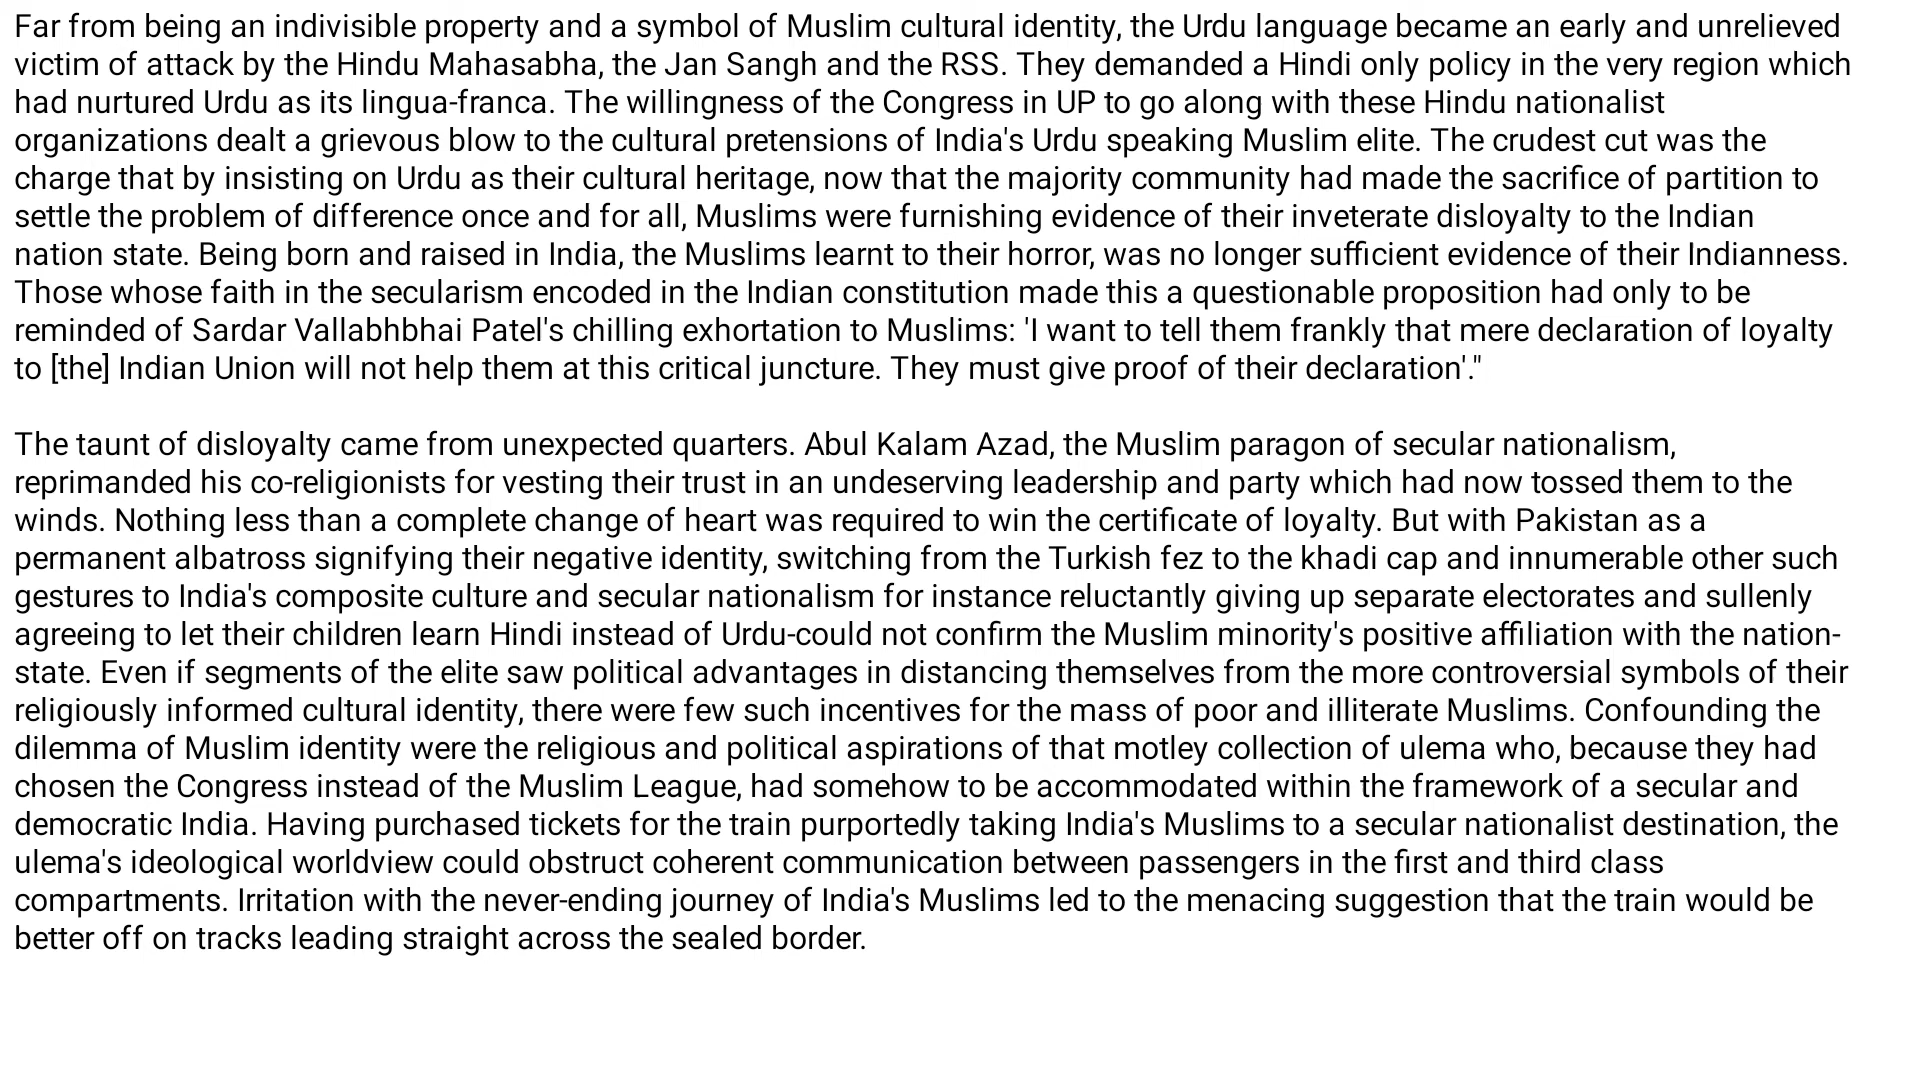 Far from being an indivisible property and a symbol of Muslim cultural identity, the Urdu language became an early and unrelieved
victim of attack by the Hindu Mahasabha, the Jan Sangh and the RSS. They demanded a Hindi only policy in the very region which
had nurtured Urdu as its lingua-franca. The willingness of the Congress in UP to go along with these Hindu nationalist
organizations dealt a grievous blow to the cultural pretensions of India's Urdu speaking Muslim elite. The crudest cut was the
charge that by insisting on Urdu as their cultural heritage, now that the majority community had made the sacrifice of partition to
settle the problem of difference once and for all, Muslims were furnishing evidence of their inveterate disloyalty to the Indian
nation state. Being born and raised in India, the Muslims learnt to their horror, was no longer sufficient evidence of their Indianness.
Those whose faith in the secularism encoded in the Indian constitution made this a questionable proposition had only to be
reminded of Sardar Vallabhbhai Patel's chilling exhortation to Muslims: 'I want to tell them frankly that mere declaration of loyalty
to [the] Indian Union will not help them at this critical juncture. They must give proof of their declaration'."
The taunt of disloyalty came from unexpected quarters. Abul Kalam Azad, the Muslim paragon of secular nationalism,
reprimanded his co-religionists for vesting their trust in an undeserving leadership and party which had now tossed them to the
winds. Nothing less than a complete change of heart was required to win the certificate of loyalty. But with Pakistan as a
permanent albatross signifying their negative identity, switching from the Turkish fez to the khadi cap and innumerable other such
gestures to India's composite culture and secular nationalism for instance reluctantly giving up separate electorates and sullenly
agreeing to let their children learn Hindi instead of Urdu-could not confirm the Muslim minority's positive affiliation with the nation-
state. Even if segments of the elite saw political advantages in distancing themselves from the more controversial symbols of their
religiously informed cultural identity, there were few such incentives for the mass of poor and illiterate Muslims. Confounding the
dilemma of Muslim identity were the religious and political aspirations of that motley collection of ulema who, because they had
chosen the Congress instead of the Muslim League, had somehow to be accommodated within the framework of a secular and
democratic India. Having purchased tickets for the train purportedly taking India's Muslims to a secular nationalist destination, the
ulema's ideological worldview could obstruct coherent communication between passengers in the first and third class
compartments. Irritation with the never-ending journey of India's Muslims led to the menacing suggestion that the train would be
better off on tracks leading straight across the sealed border.